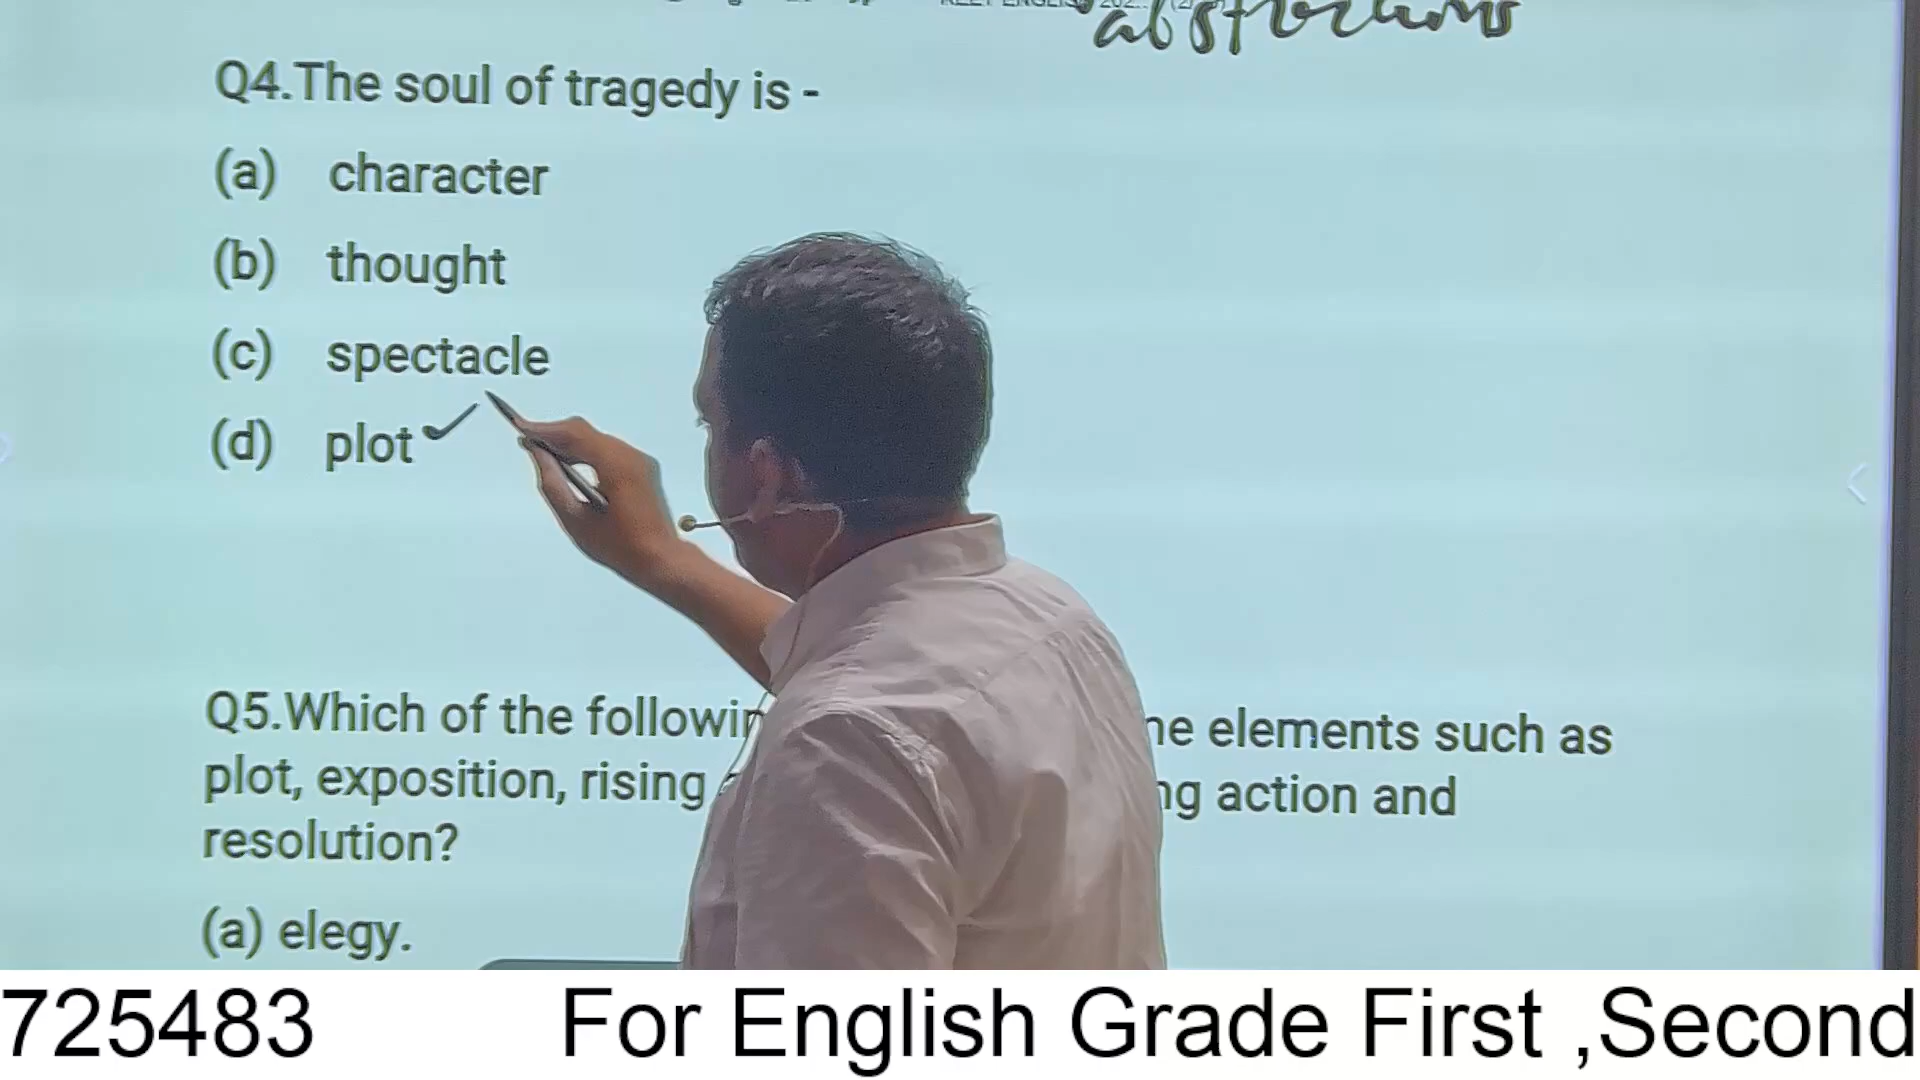 abstractions
Q4.The soul of tragedy is -
(a) character
(b) thought
(c) spectacle
(d) plot
Q5.Which of the followin ne elements such as
plot, exposition, rising ng action and
resolution?
(a) elegy.
725483 For English Grade First ,Second